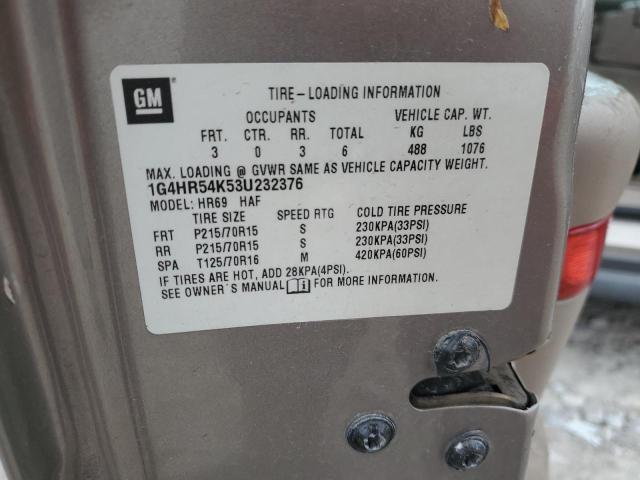 GM
TIRE-LOADING INFORMATION
OCCUPANTS VEHICLE CAP. WT.
FRT. CTR. RR. TOTAL KG LBS
3 0 3 6 488 1076
MAX. LOADING @ GVWR SAME AS VEHICLE CAPACITY WEIGHT.
1G4HR54K53U232376
MODEL: HR69 HAF
TIRE SIZE SPEED RTG COLD TIRE PRESSURE
FRT P215/70R15 S 230KPA(33PSI)
RR P215/70R15 S 230KPA(33PSI)
SPA T125/70R16 M 420KPA(60PSI)
IF TIRES ARE HOT, ADD 28KPA(4PSI).
SEE OWNER'S MANUAL FOR MORE INFORMATION.